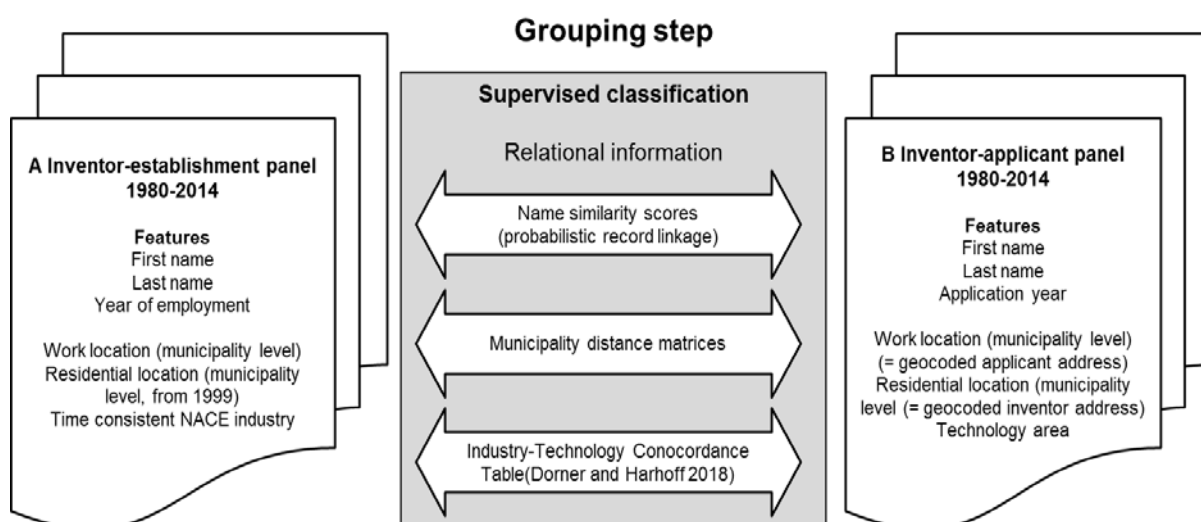 Grouping step
A Inventor-establishment panel
1980-2014
Features
First name
Last name
Year of employment
Work location (municipality level)
Residential location (municipality
level, from 1999)
Time consistent NACE industry
Supervised classification
Relational information
Name similarity scores
(probabilistic record linkage)
Municipality distance matrices
Industry-Technology Conocordance
Table(Dorner and Harhoff 2018)
B Inventor-applicant panel
1980-2014
Features
First name
Last name
Application year
Work location (municipality level)
(= geocoded applicant address)
Residential location (municipality
level (= geocoded inventor address)
Technology area